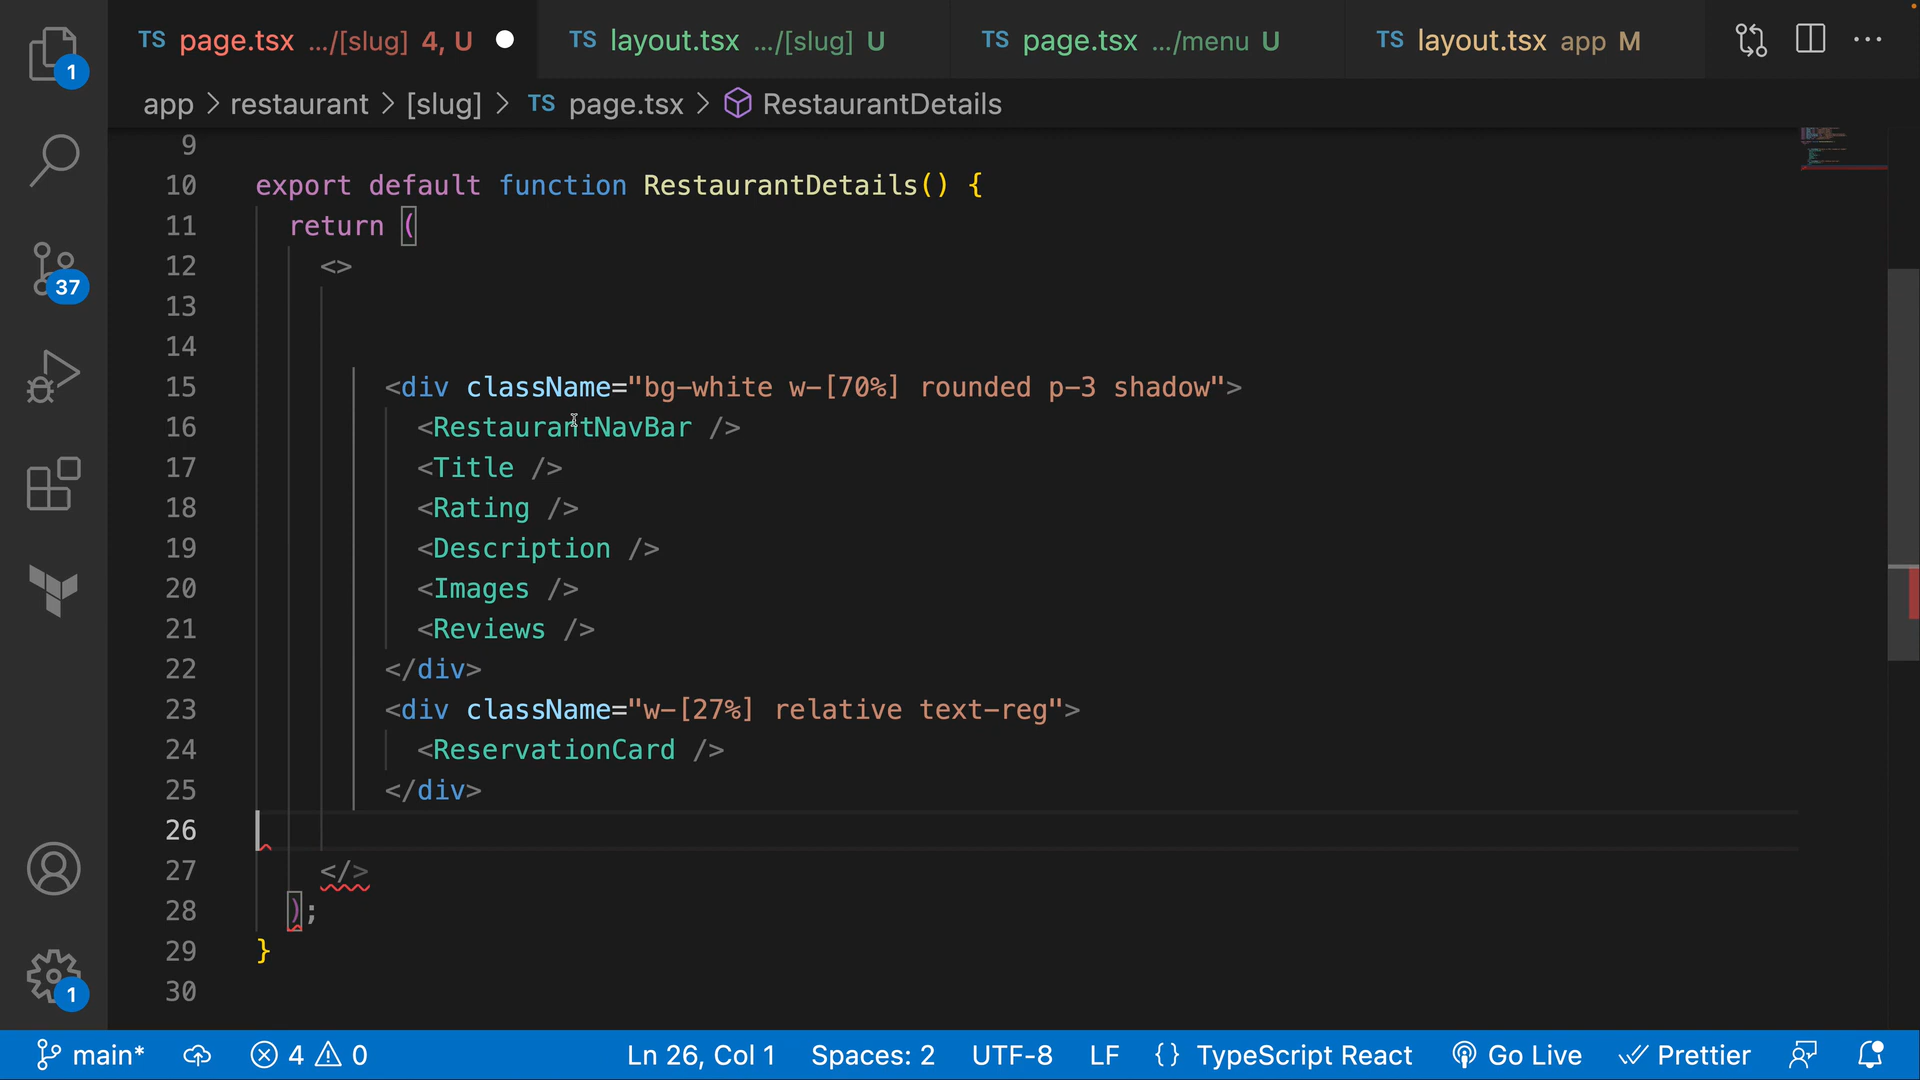 TS page.tsx .../[slug] 4, U
TS layout.tsx .../[slug] U
TS page.tsx .../menu U
TS layout.tsx app M
1
app > restaurant > [slug] > TS page.tsx > RestaurantDetails
9
10 export default function RestaurantDetails() {
11 return (
12 <>
13
14
15 <div className="bg-white w-[70%] rounded p-3 shadow">
16 <RestaurantNavBar />
17 <Title />
18 <Rating />
19 <Description />
20 <Images />
21 <Reviews />
22 </div>
23 <div className="w-[27%] relative text-reg">
24 <ReservationCard />
25 </div>
26
27 </>
28 );
29 }
30
37
1
main* 4 0 Ln 26, Col 1 Spaces: 2 UTF-8 LF {} TypeScript React Go Live Prettier